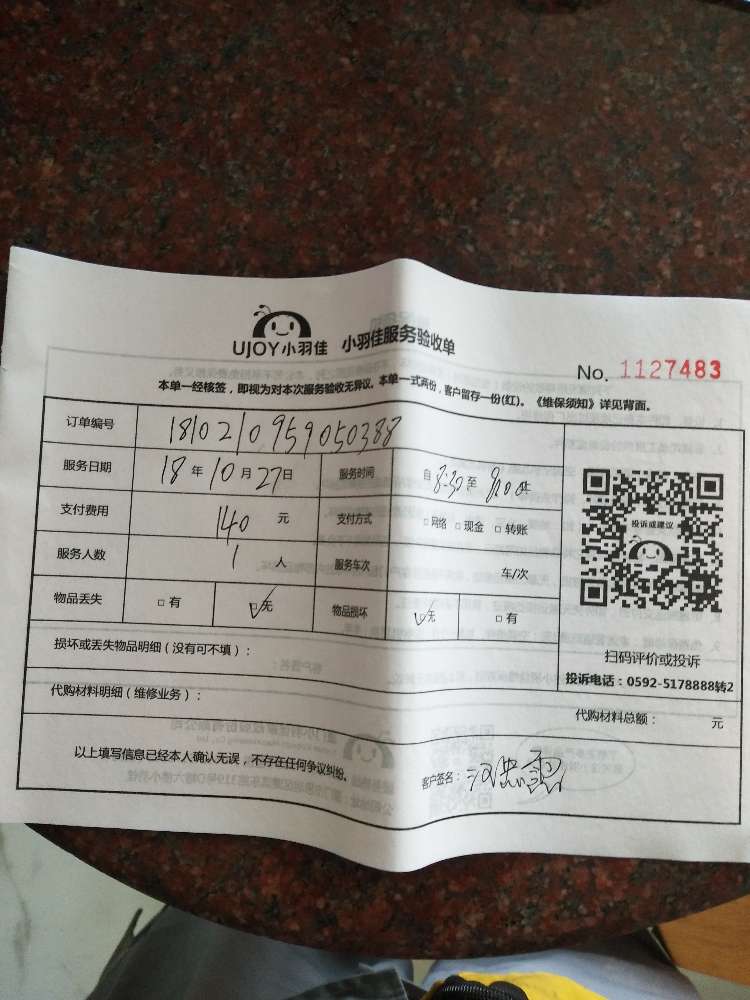 UJOY小羽佳 小羽佳服务验收单
No. 1127483
本单一经核签，即视为对本次服务验收无异议。本单一式两份，客户留存一份(红)。《维保须知》详见背面。
订单编号 181021095905038​8
服务日期 18 年 10 月 27 日 服务时间 自 8:30 至 9:00 止
支付费用 140 元 支付方式 □网络 □现金 □转账
服务人数 1 人 服务车次 车/次
物品丢失 □有 ☑无 物品损坏 ☑无 □有
投诉或建议
扫码评价或投诉
投诉电话：0592-5178888转2
损坏或丢失物品明细（没有可不填）：
代购材料明细（维修业务）：
代购材料总额： 元
以上填写信息已经本人确认无误，不存在任何争议纠纷。
客户签名：